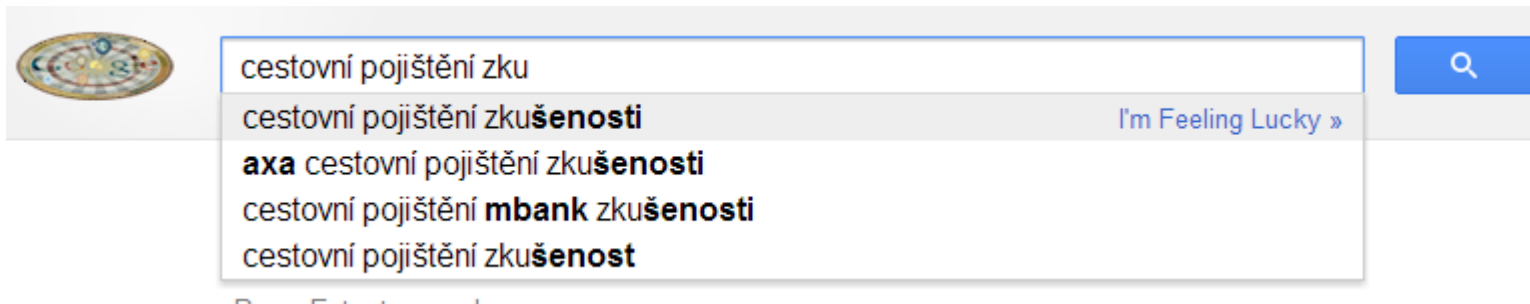 cestovní pojištění zku
cestovní pojištění zkušenosti I'm Feeling Lucky »
axa cestovní pojištění zkušenosti
cestovní pojištění mbank zkušenosti
cestovní pojištění zkušenost